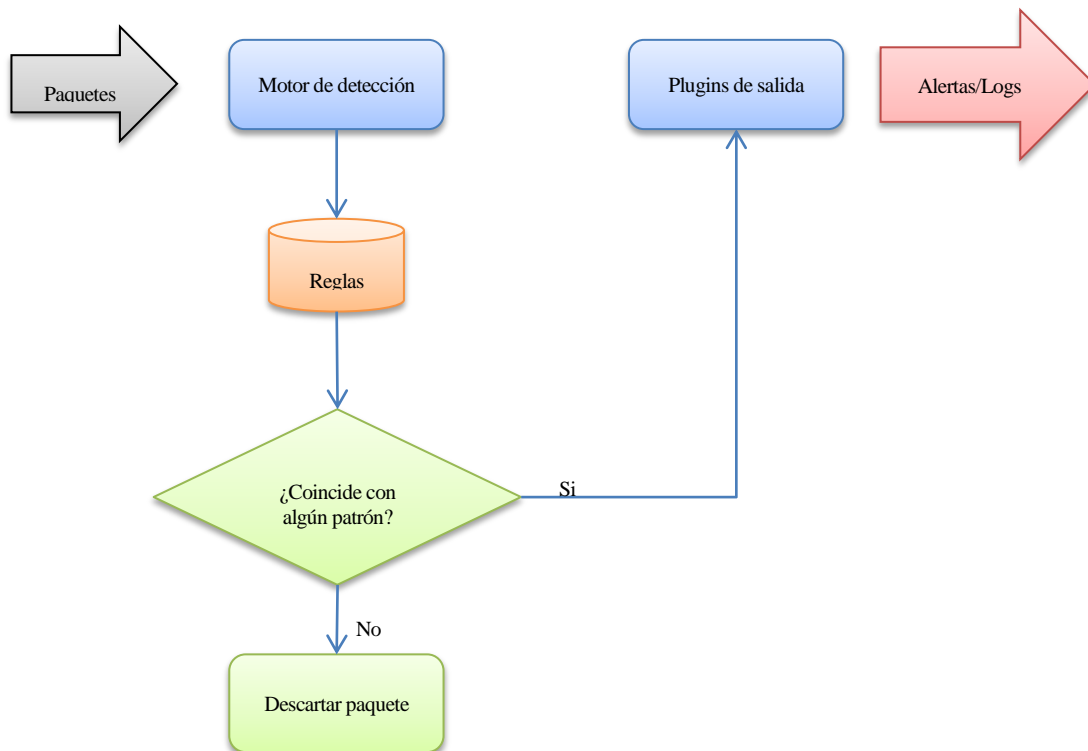 Paquetes
Motor de detección
Plugins de salida
Alertas/Logs
Reglas
¿Coincide con
algún patrón?
Si
No
Descartar paquete